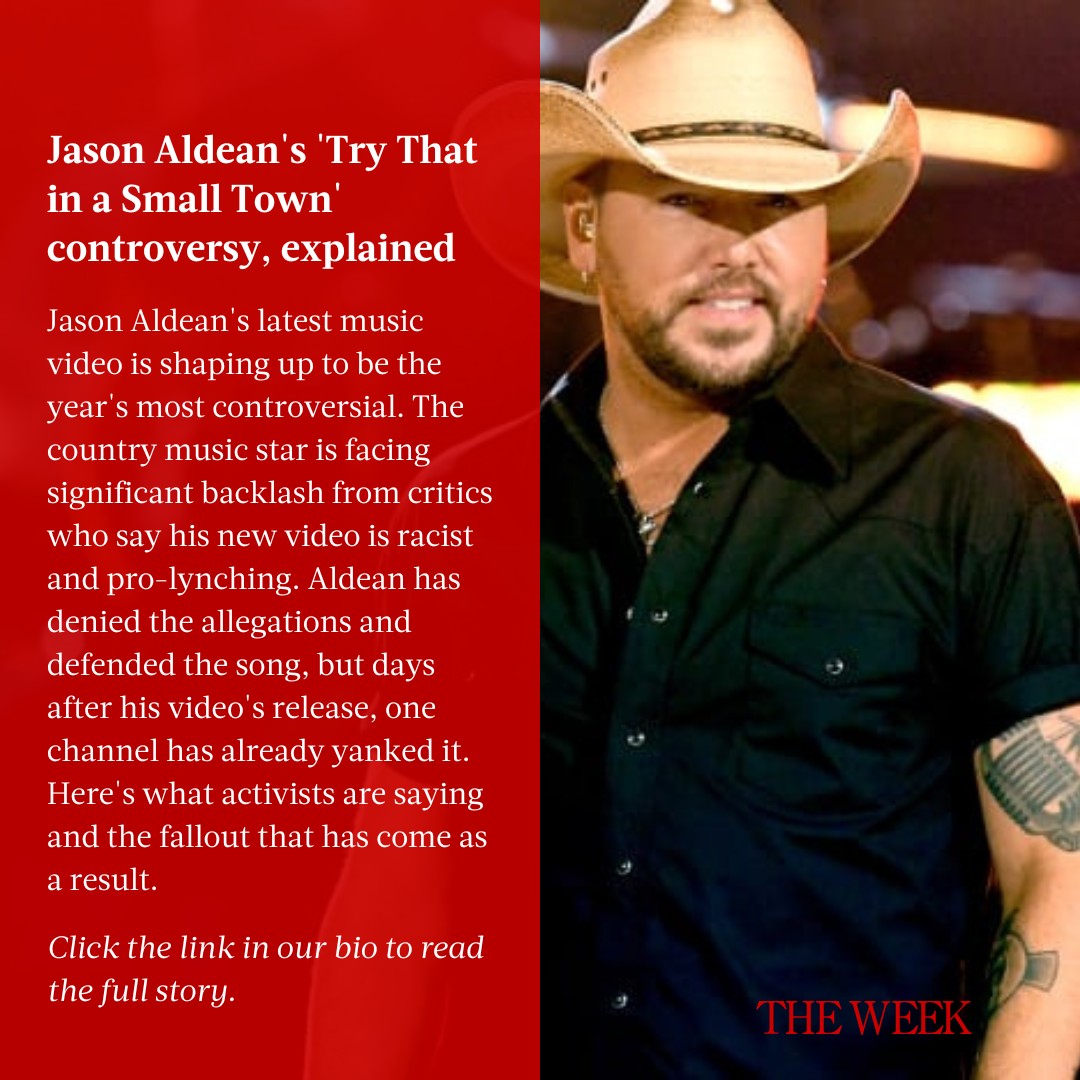 Jason Aldean's 'Try That
in a Small Town'
controversy, explained
Jason Aldean's latest music
video is shaping up to be the
year's most controversial. The
country music star is facing
significant backlash from critics
who say his new video is racist
and pro-lynching. Aldean has
denied the allegations and
defended the song, but days
after his video's release, one
channel has already yanked it.
Here's what activists are saying
and the fallout that has come as
a result.
Click the link in our bio to read
the full story.
THE WEEK